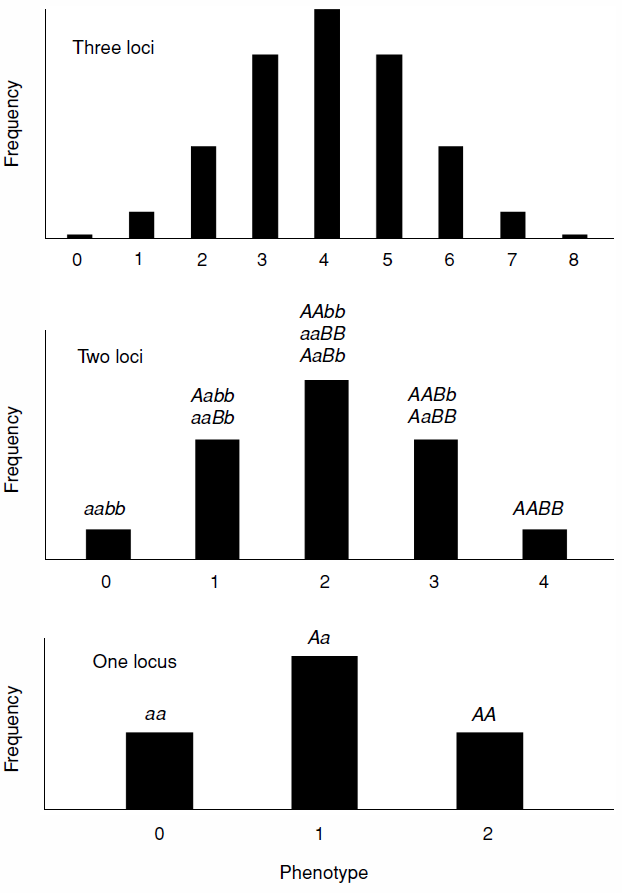 Three loci
Frequency
0 1 2 3 4 5 6 7 8
Two loci
Frequency
AAbb
aaBB
AaBb
Aabb
aaBb
AABb
AaBB
aabb
AABB
0 1 2 3 4
One locus
Frequency
Aa
aa
AA
0 1 2
Phenotype